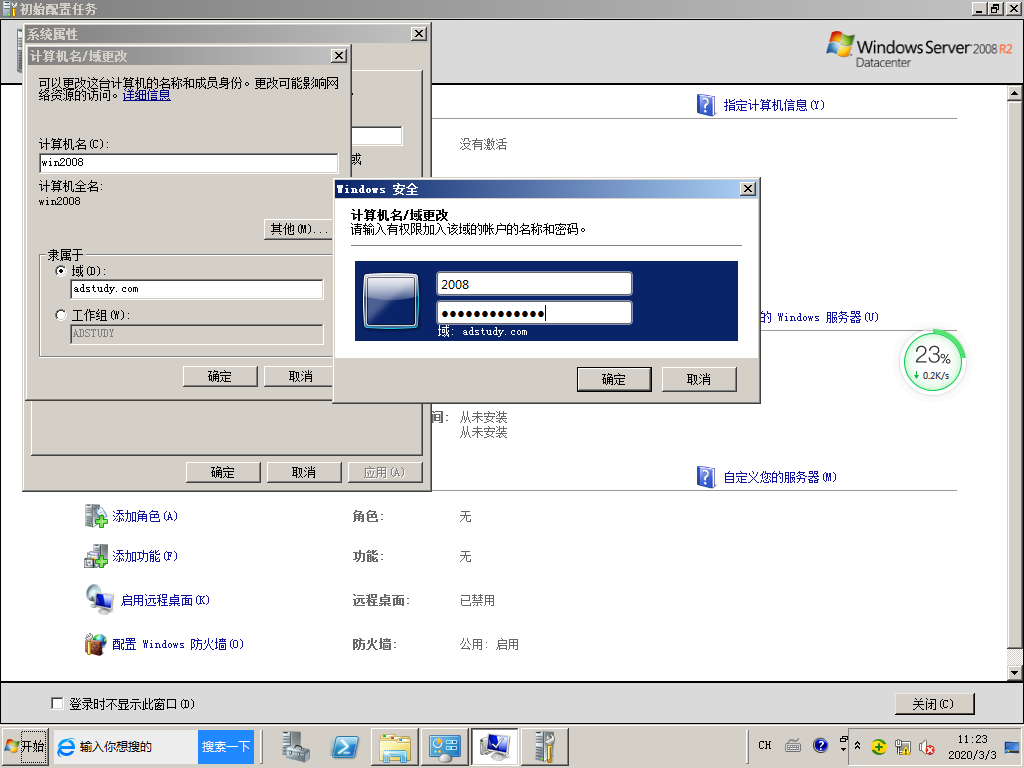 初始配置任务
系统属性
计算机名/域更改
Windows Server 2008 R2
Datacenter
可以更改这台计算机的名称和成员身份。更改可能影响网
络资源的访问。详细信息
指定计算机信息(Y)
计算机名(C):
没有激活
win2008
或
计算机全名:
win2008
Windows 安全
计算机名/域更改
请输入有权限加入该域的帐户的名称和密码。
其他(M)...
隶属于
域(D):
adstudy.com
2008
●●●●●●●●●●●●●
域: adstudy.com
工作组(W):
ADSTUDY
的 Windows 服务器(U)
23%
0.2K/s
确定
取消
确定
取消
间:
从未安装
从未安装
确定
取消
应用(A)
自定义您的服务器(M)
添加角色(A)
角色:
无
添加功能(F)
功能:
无
启用远程桌面(K)
远程桌面:
已禁用
配置 Windows 防火墙(O)
防火墙:
公用: 启用
登录时不显示此窗口(D)
关闭(C)
开始
输入你想搜的
搜索一下
CH
11:23
2020/3/3